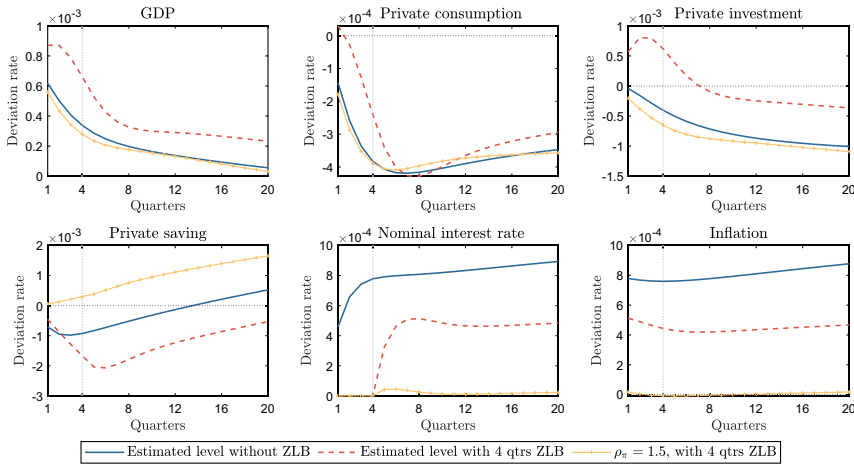 ×10⁻³ GDP
1
0.8
0.6
0.4
0.2
0
Deviation rate
1 4 8 12 16 20
Quarters
×10⁻⁴ Private consumption
0
-1
-2
-3
-4
Deviation rate
1 4 8 12 16 20
Quarters
×10⁻³ Private investment
1
0.5
0
-0.5
-1
-1.5
Deviation rate
1 4 8 12 16 20
Quarters
×10⁻³ Private saving
2
1
0
-1
-2
-3
Deviation rate
1 4 8 12 16 20
Quarters
×10⁻⁴ Nominal interest rate
10
8
6
4
2
0
Deviation rate
1 4 8 12 16 20
Quarters
×10⁻⁴ Inflation
10
8
6
4
2
0
Deviation rate
1 4 8 12 16 20
Quarters
Estimated level without ZLB Estimated level with 4 qtrs ZLB ρπ = 1.5, with 4 qtrs ZLB